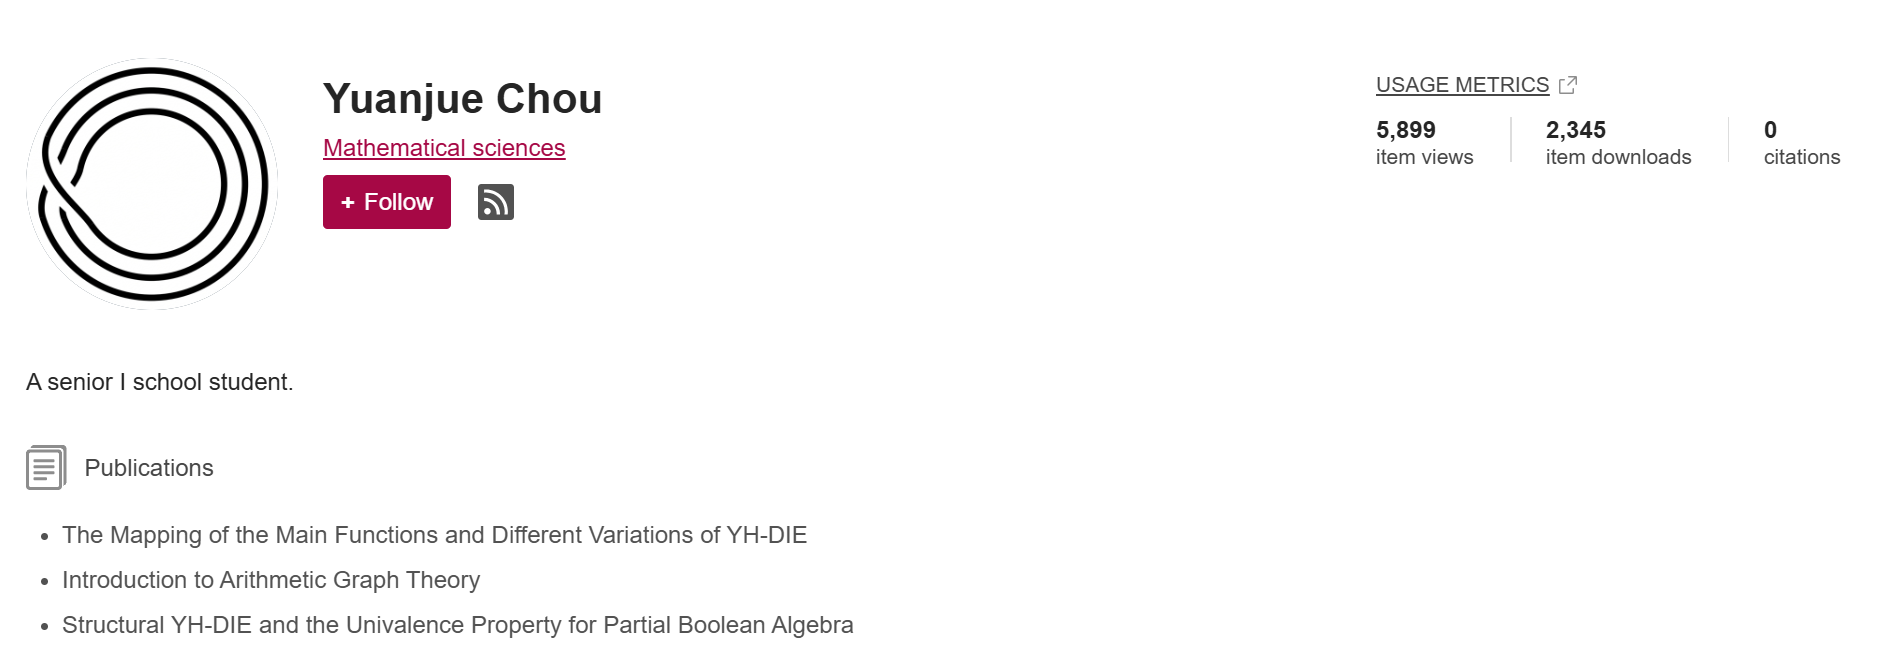 Yuanjue Chou
Mathematical sciences
+ Follow
USAGE METRICS
5,899
item views
2,345
item downloads
0
citations
A senior I school student.
Publications
• The Mapping of the Main Functions and Different Variations of YH-DIE
• Introduction to Arithmetic Graph Theory
• Structural YH-DIE and the Univalence Property for Partial Boolean Algebra